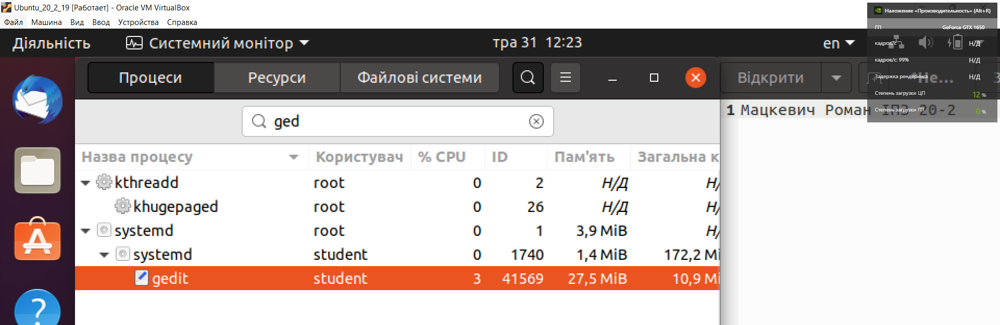 Ubuntu_20_2_19 [Работает] - Oracle VM VirtualBox
Файл Машина Вид Ввод Устройства Справка
Діяльність Системний монітор тра 31 12:23 en
Наложение «Производительность» (Alt+R)
ГП GeForce GTX 1650
кадров/с Н/Д
кадров/с 99% Н/Д
Задержка рендеринга Н/Д
Степень загрузки ЦП 12 %
Степень загрузки ГП 0 %
Процеси Ресурси Файлові системи
Відкрити *Не... З
ged
1 Мацкевич Роман ІПЗ 20-2
Назва процесу Користувач % CPU ID Пам'ять Загальна к
kthreadd root 0 2 Н/Д Н/
khugepaged root 0 26 Н/Д Н/
systemd root 0 1 3,9 MiB Н/
systemd student 0 1740 1,4 MiB 172,2 Mi
gedit student 3 41569 27,5 MiB 10,9 Mi
?